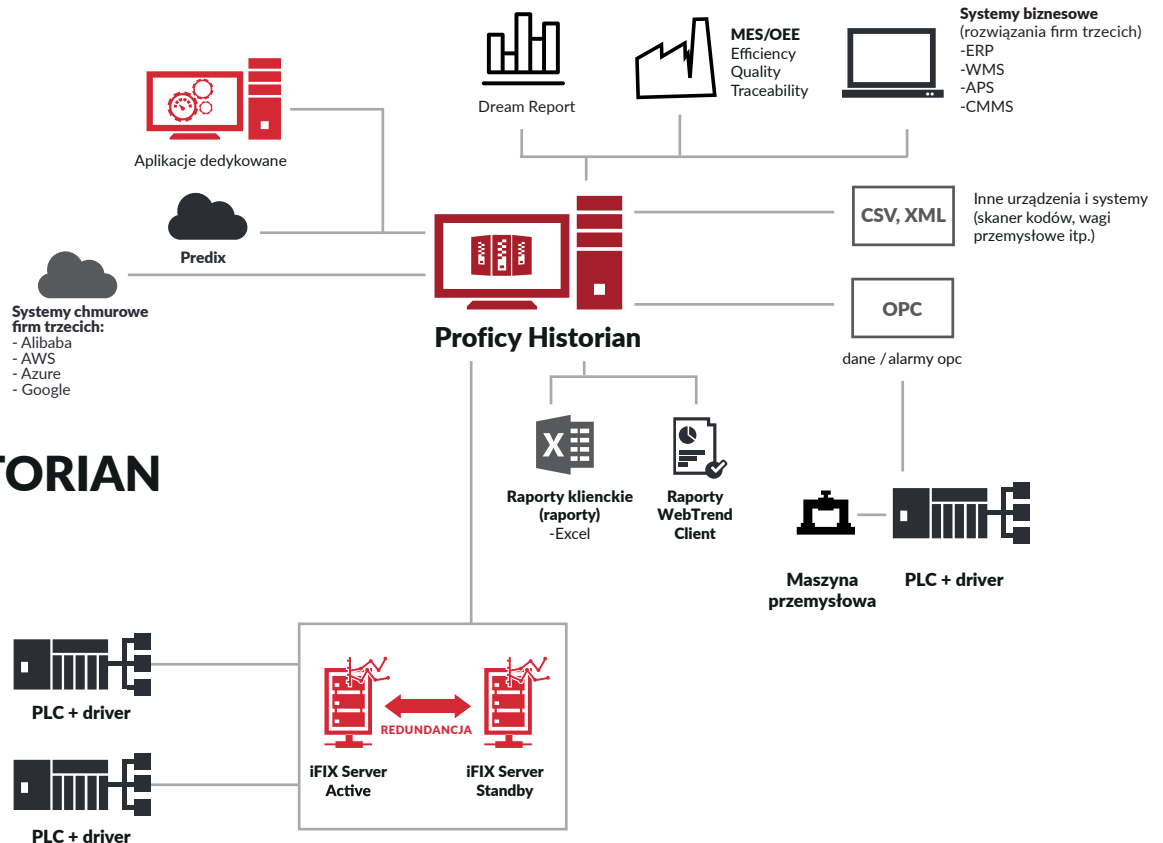 Dream Report
MES/OEE
Efficiency
Quality
Traceability
Systemy biznesowe
(rozwiązania firm trzecich)
-ERP
-WMS
-APS
-CMMS
Aplikacje dedykowane
Predix
Systemy chmurowe
firm trzecich:
- Alibaba
- AWS
- Azure
- Google
Proficy Historian
CSV, XML
Inne urządzenia i systemy
(skaner kodów, wagi
przemysłowe itp.)
OPC
dane / alarmy opc
TORIAN
X
Raporty klienckie
(raporty)
-Excel
Raporty
WebTrend
Client
Maszyna
przemysłowa
PLC + driver
PLC + driver
PLC + driver
REDUNDANCJA
iFIX Server
Active
iFIX Server
Standby